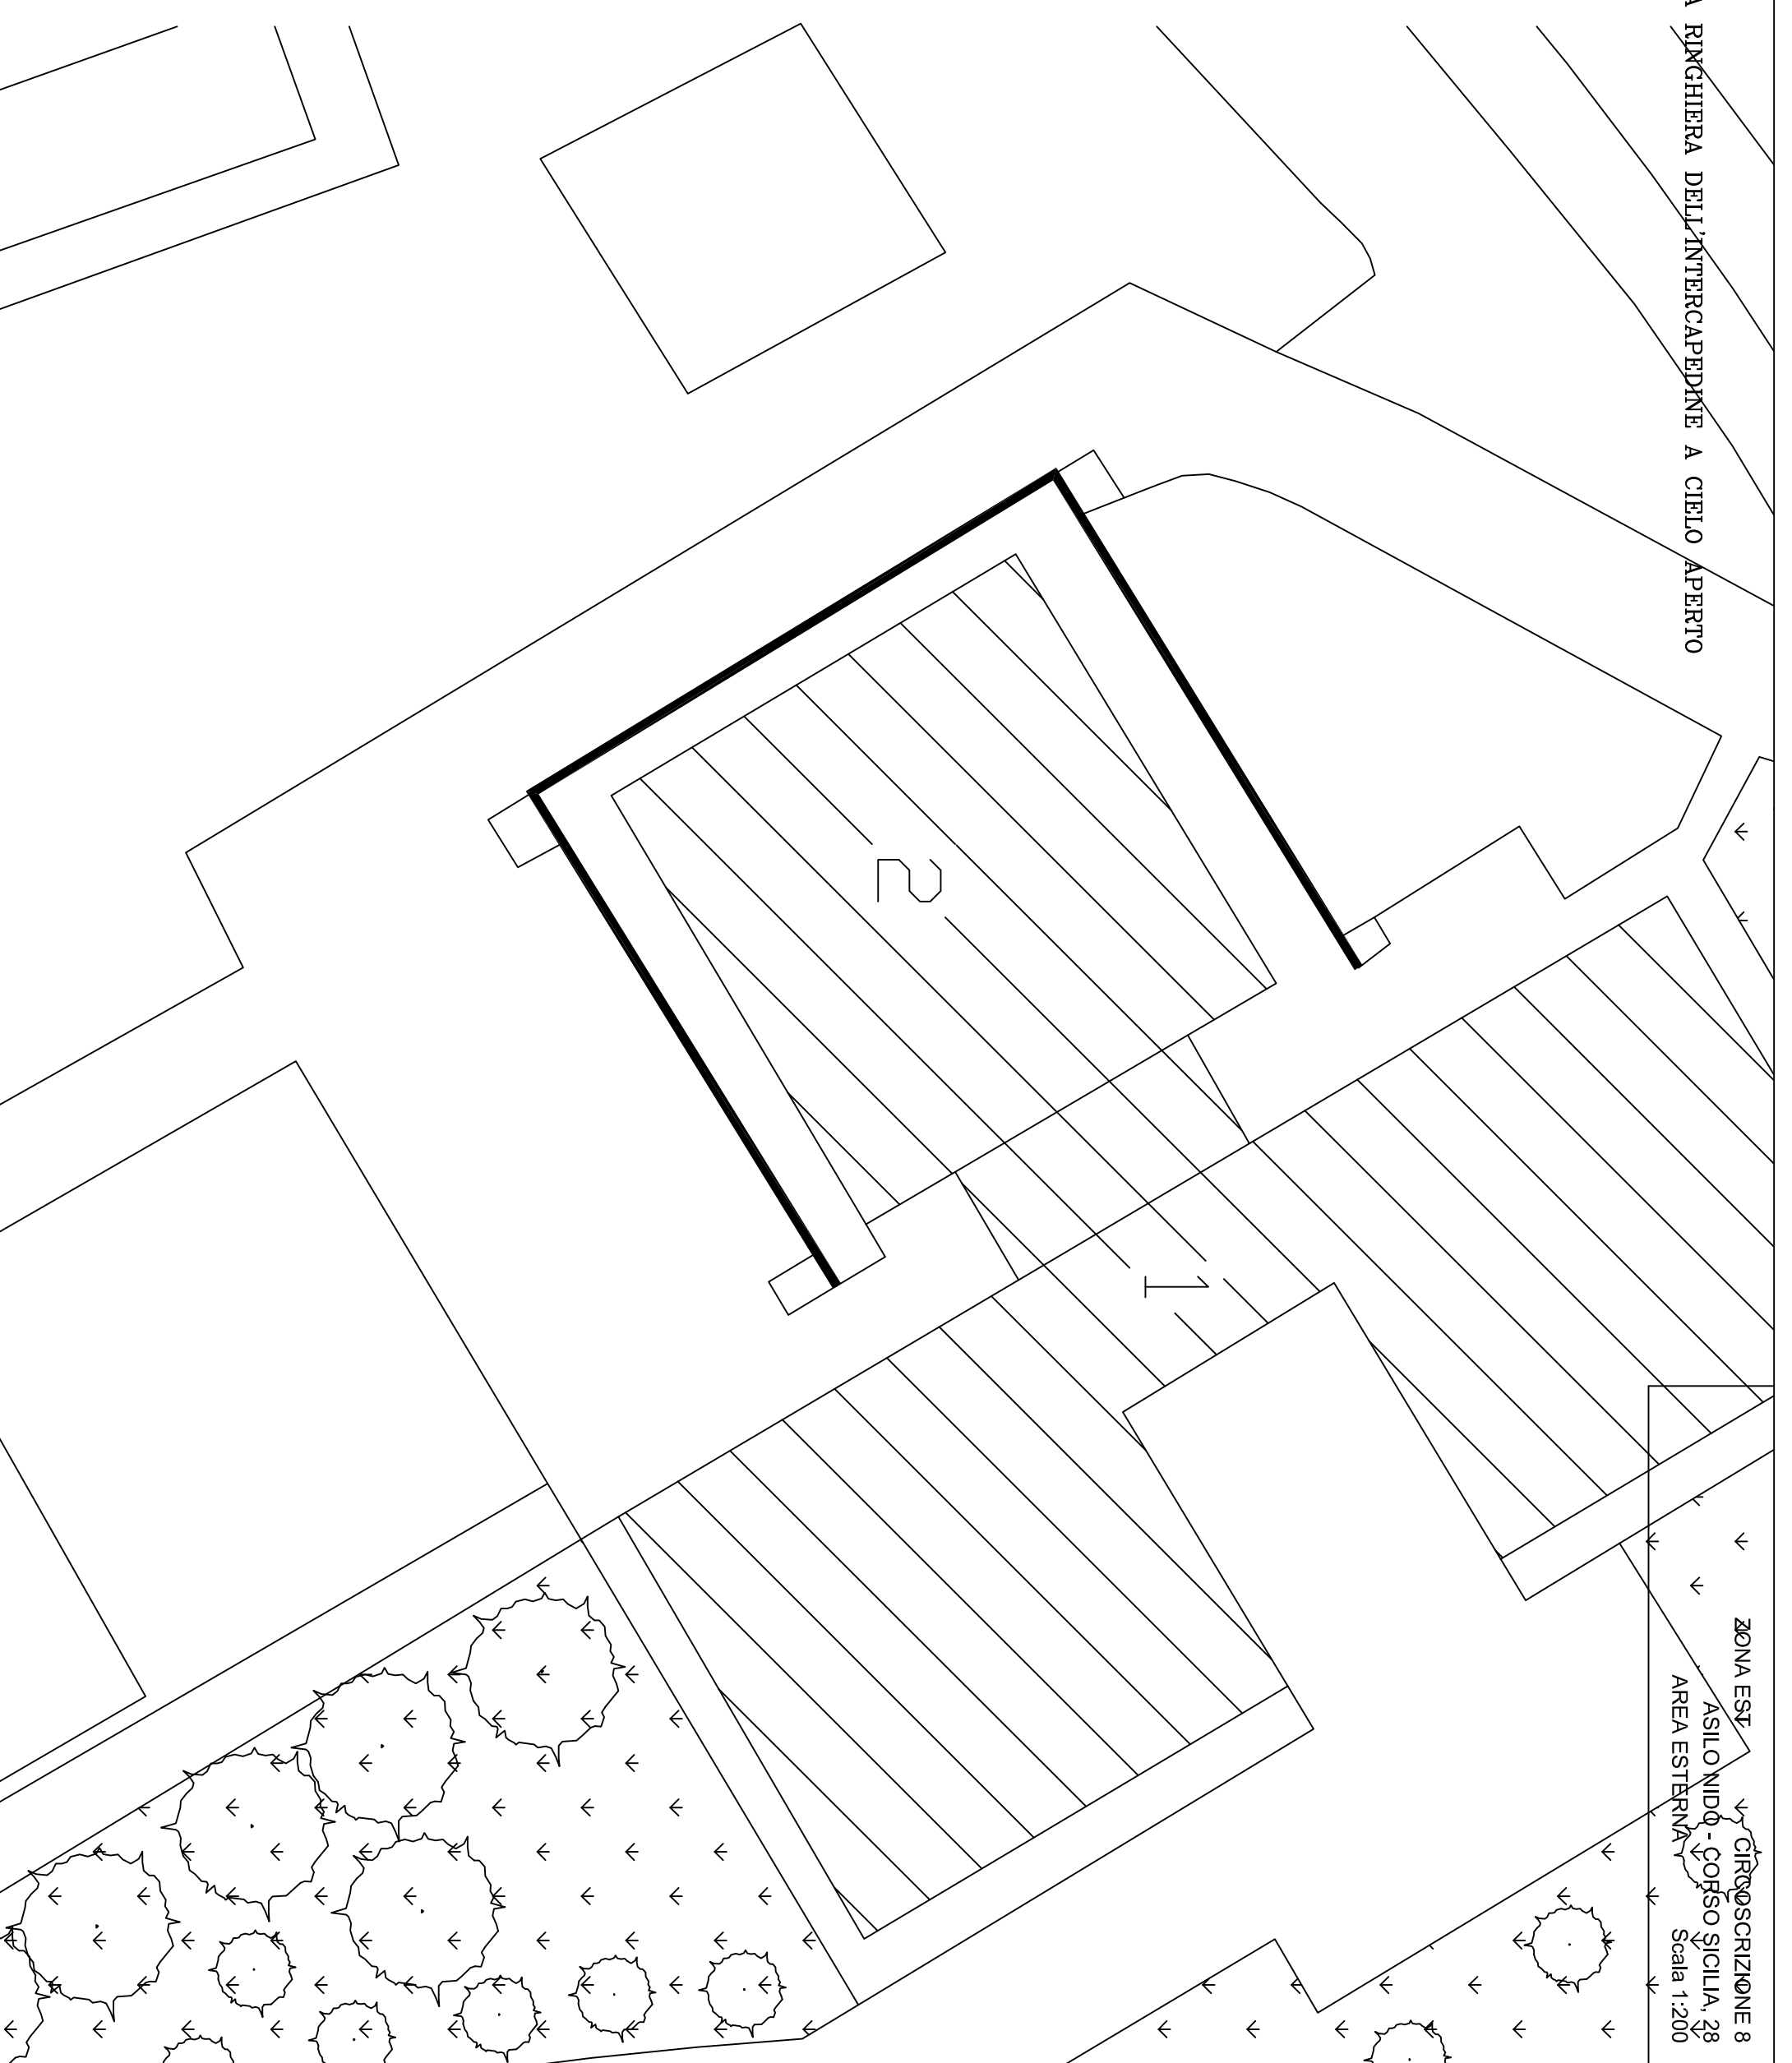 A RINGHIERA DELL'INTERCAPEDINE A CIELO APERTO
2
1
ZONA EST CIRCOSCRIZIONE 8
ASILO NIDO - CORSO SICILIA, 28
AREA ESTERNA Scala 1:200